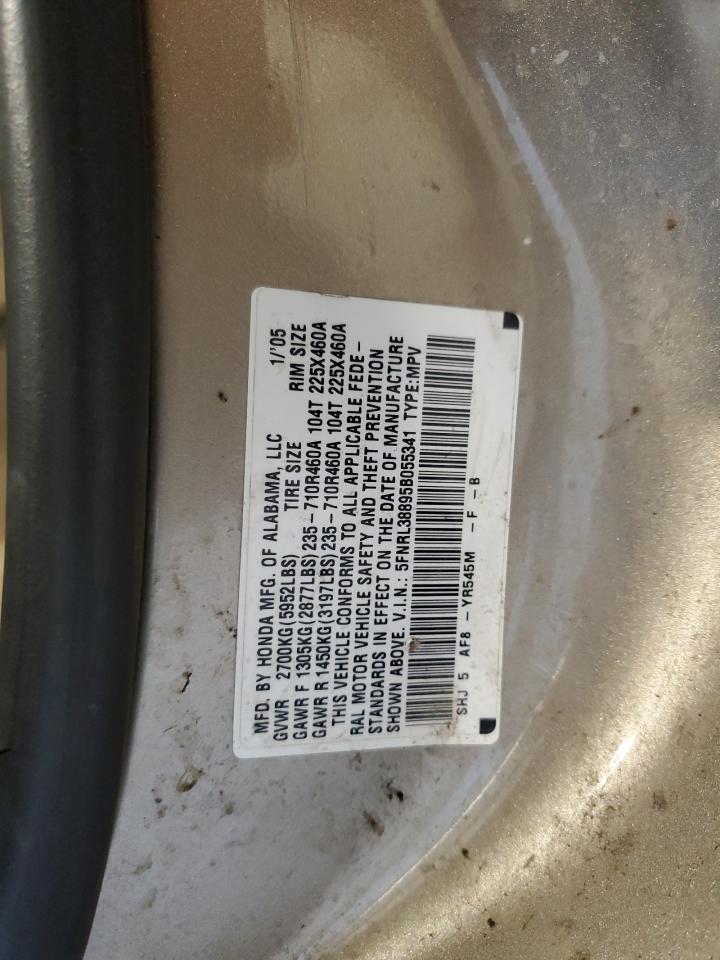 MFD. BY HONDA MFG. OF ALABAMA, LLC 1/'05
GVWR 2700KG(5952LBS) TIRE SIZE RIM SIZE
GAWR F 1305KG(2877LBS)235-710R460A 104T 225X460A
GAWR R 1450KG(3197LBS)235-710R460A 104T 225X460A
THIS VEHICLE CONFORMS TO ALL APPLICABLE FEDE-
RAL MOTOR VEHICLE SAFETY AND THEFT PREVENTION
STANDARDS IN EFFECT ON THE DATE OF MANUFACTURE
SHOWN ABOVE. V.I.N.: 5FNRL38895B055341 TYPE:MPV
SHJ 5 AF8 - YR545M - F - B